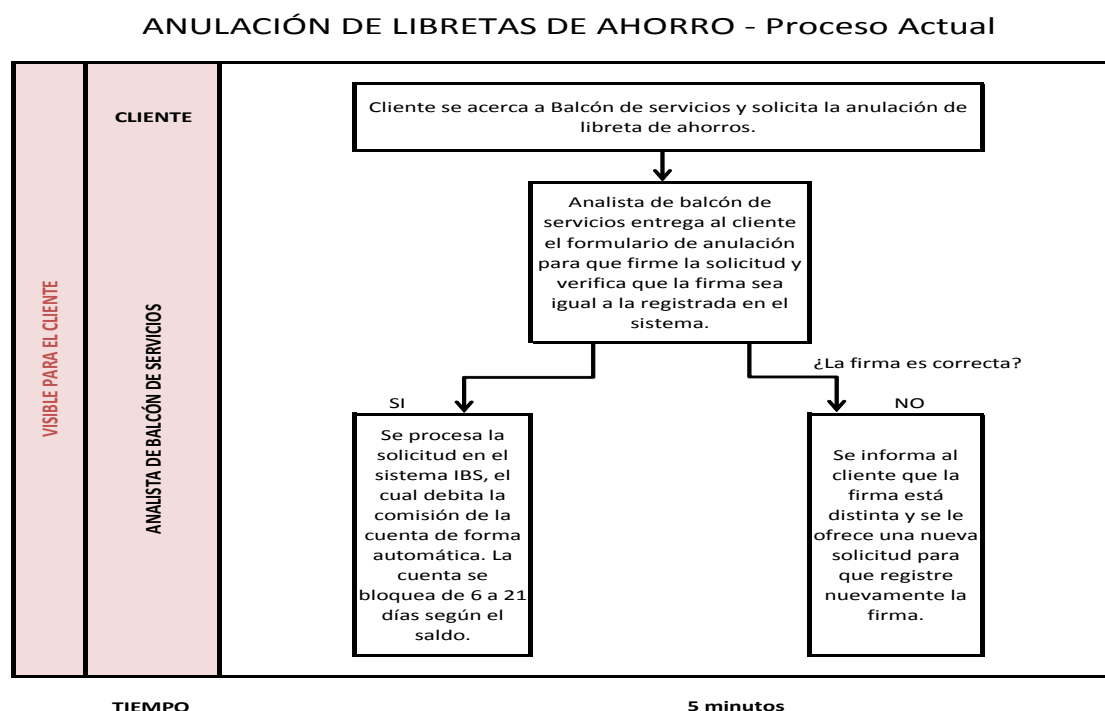 ANULACIÓN DE LIBRETAS DE AHORRO - Proceso Actual
VISIBLE PARA EL CLIENTE
CLIENTE
Cliente se acerca a Balcón de servicios y solicita la anulación de
libreta de ahorros.
ANALISTA DE BALCÓN DE SERVICIOS
Analista de balcón de
servicios entrega al cliente
el formulario de anulación
para que firme la solicitud y
verifica que la firma sea
igual a la registrada en el
sistema.
¿La firma es correcta?
SI
Se procesa la
solicitud en el
sistema IBS, el
cual debita la
comisión de la
cuenta de forma
automática. La
cuenta se
bloquea de 6 a 21
días según el
saldo.
NO
Se informa al
cliente que la
firma está
distinta y se le
ofrece una nueva
solicitud para
que registre
nuevamente la
firma.
TIEMPO
5 minutos